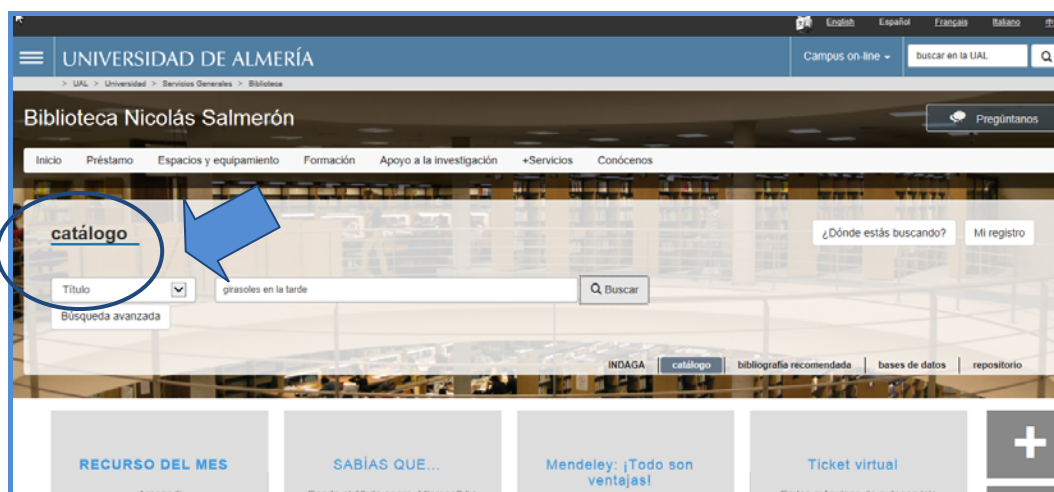 English Español Français Italiano
UNIVERSIDAD DE ALMERÍA
Campus on-line
buscar en la UAL
> UAL > Universidad > Servicios Generales > Biblioteca
Biblioteca Nicolás Salmerón
Pregúntanos
Inicio Préstamo Espacios y equipamiento Formación Apoyo a la investigación +Servicios Conócenos
catálogo
¿Dónde estás buscando? Mi registro
Título
girasoles en la tarde
Buscar
Búsqueda avanzada
INDAGA catálogo bibliografía recomendada bases de datos repositorio
RECURSO DEL MES
SABÍAS QUE...
Mendeley: ¡Todo son
ventajas!
Ticket virtual